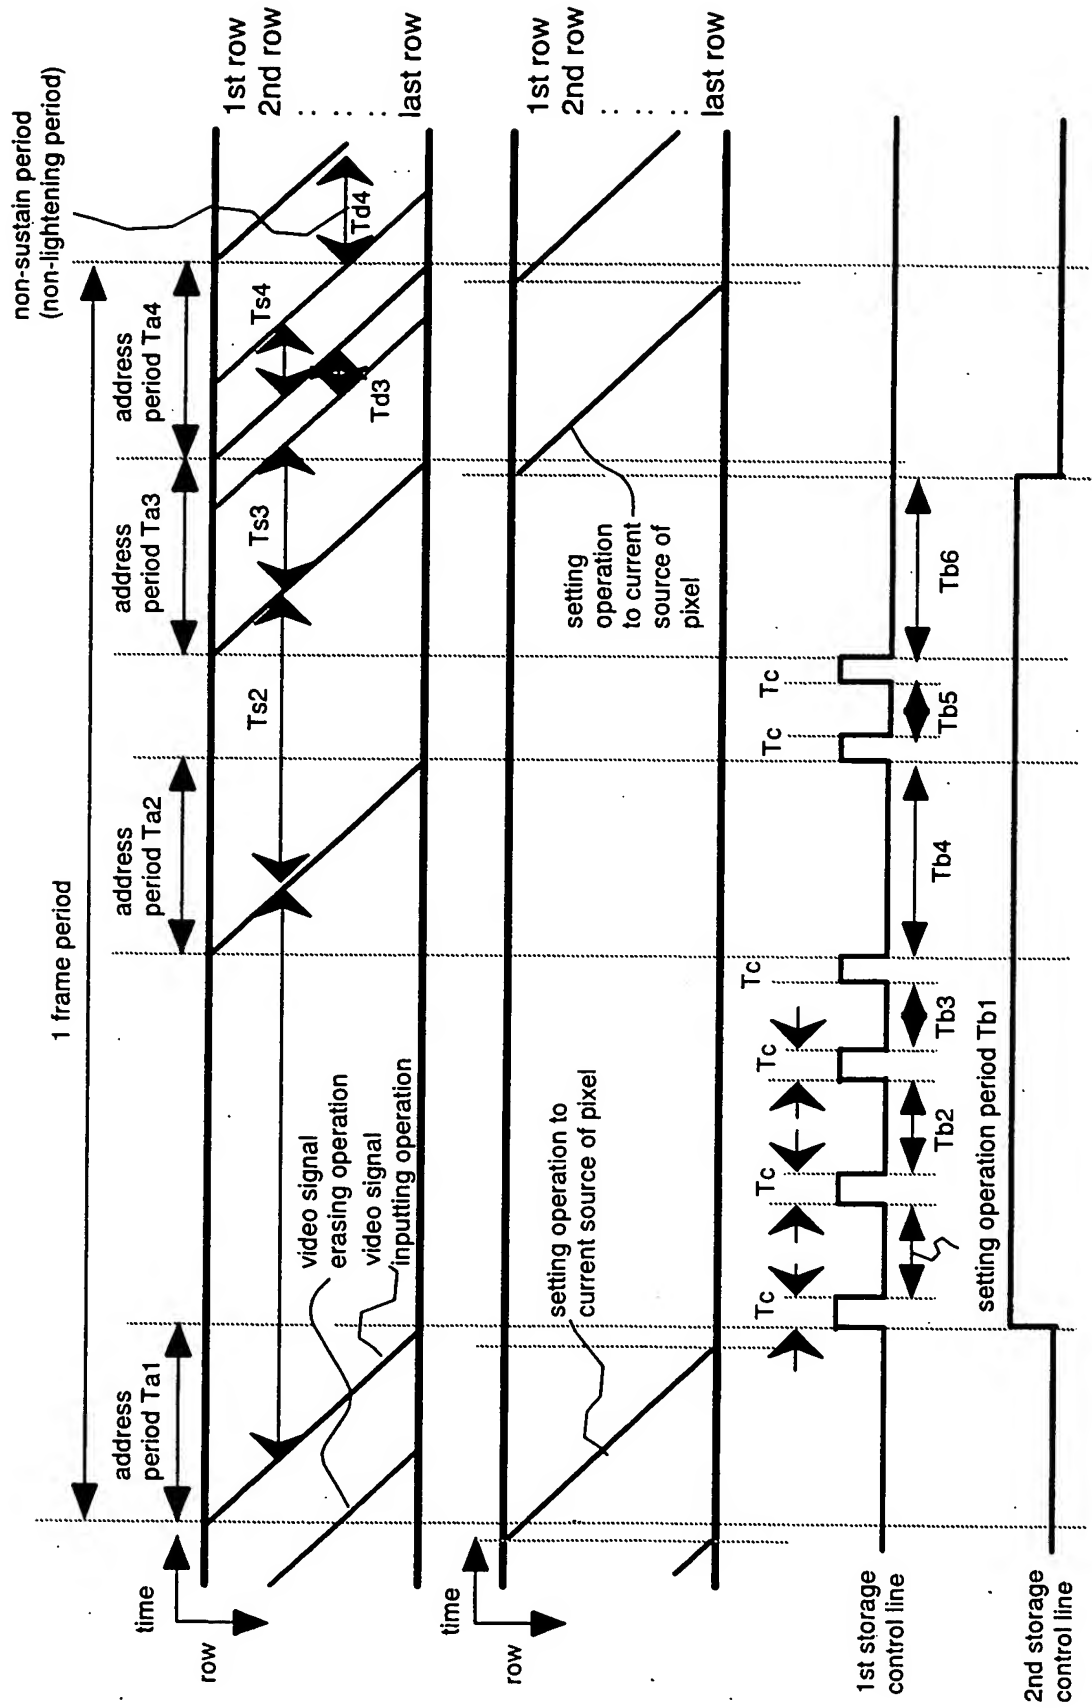 1 frame period
non-sustain period
(non-lightening period)
address
period Ta1
address
period Ta2
address
period Ta3
address
period Ta4
time
row
Ts2
Ts3
Ts4
Td3
Td4
1st row
2nd row
last row
video signal
erasing operation
video signal
inputting operation
time
row
setting operation to
current source of pixel
setting
operation
to current
source of
pixel
1st row
2nd row
last row
Tc
Tc
Tc
Tc
Tc
Tc
1st storage
control line
Tb2
Tb3
Tb4
Tb5
Tb6
setting operation period Tb1
2nd storage
control line